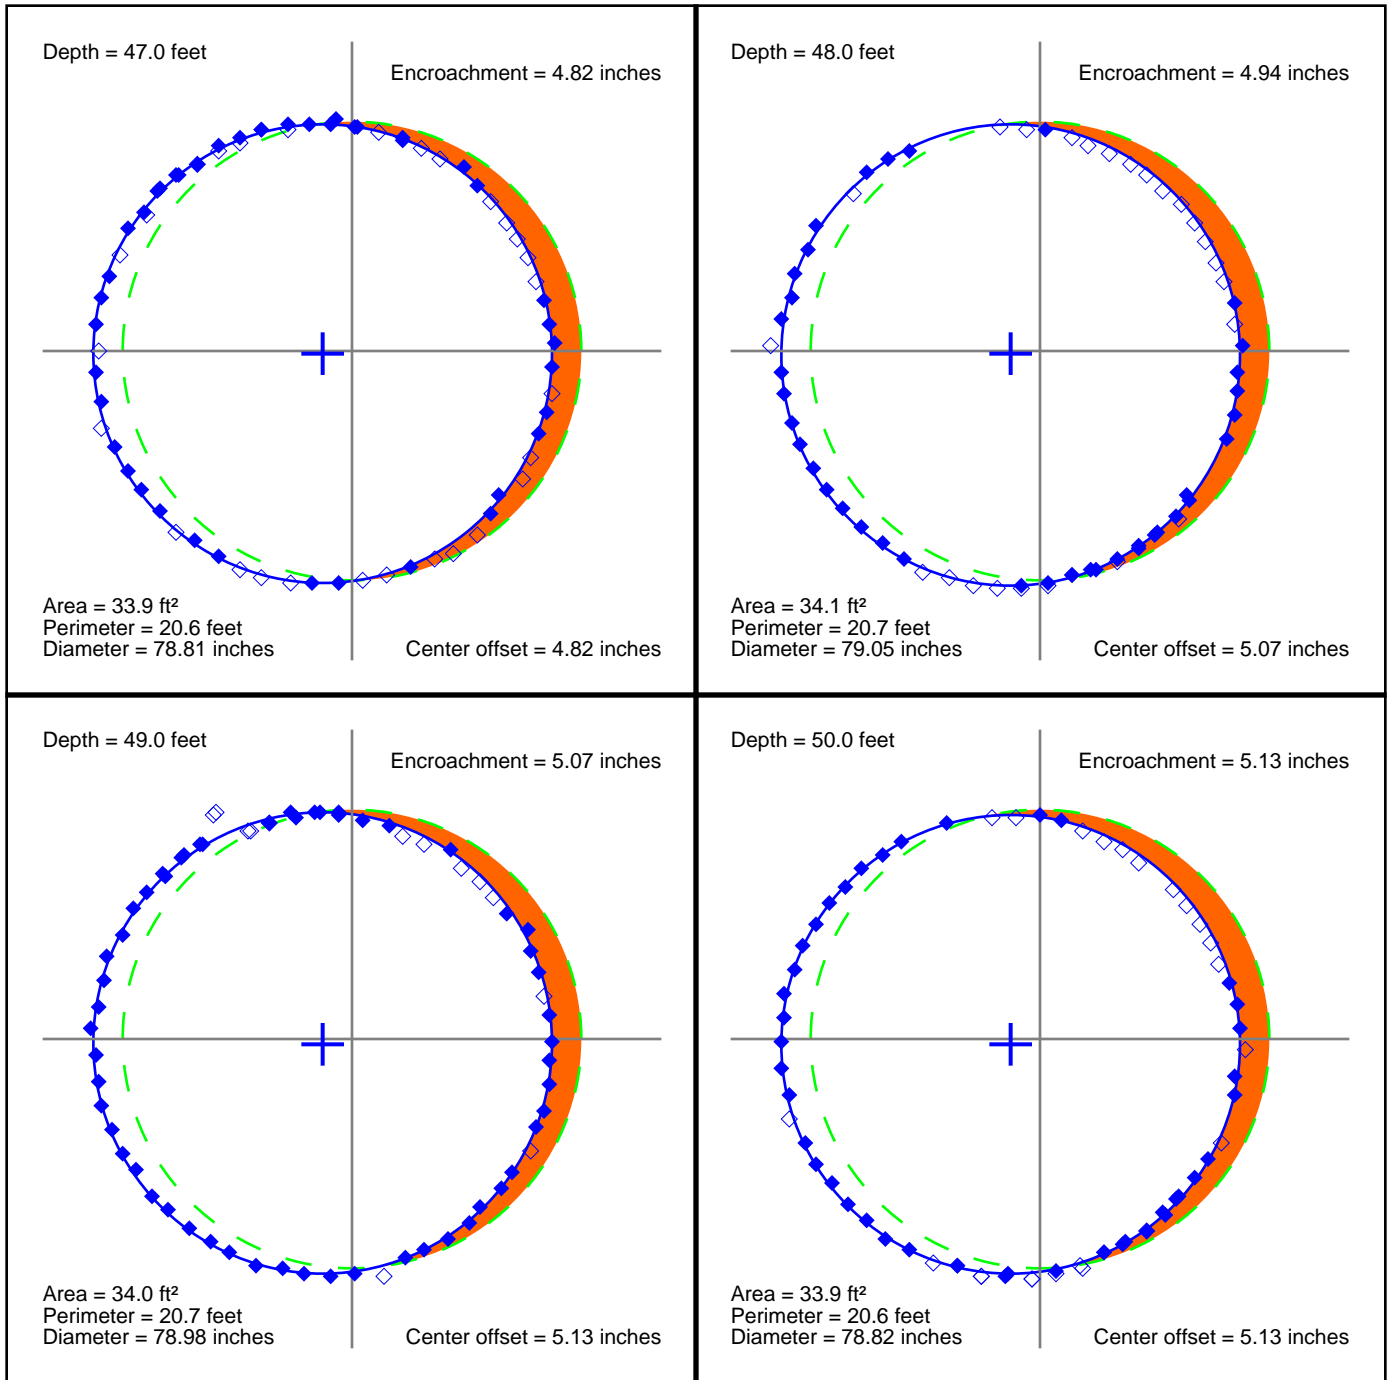 Depth = 47.0 feet
Encroachment = 4.82 inches
Area = 33.9 ft²
Perimeter = 20.6 feet
Diameter = 78.81 inches
Center offset = 4.82 inches
Depth = 48.0 feet
Encroachment = 4.94 inches
Area = 34.1 ft²
Perimeter = 20.7 feet
Diameter = 79.05 inches
Center offset = 5.07 inches
Depth = 49.0 feet
Encroachment = 5.07 inches
Area = 34.0 ft²
Perimeter = 20.7 feet
Diameter = 78.98 inches
Center offset = 5.13 inches
Depth = 50.0 feet
Encroachment = 5.13 inches
Area = 33.9 ft²
Perimeter = 20.6 feet
Diameter = 78.82 inches
Center offset = 5.13 inches